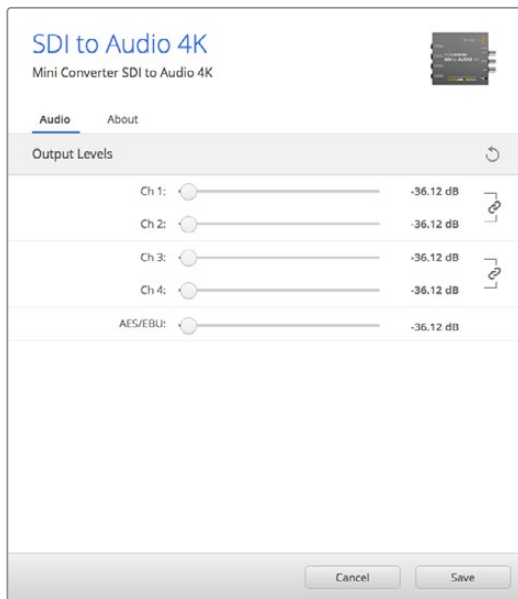 SDI to Audio 4K
Mini Converter SDI to Audio 4K
Audio About
Output Levels
Ch 1: -36.12 dB
Ch 2: -36.12 dB
Ch 3: -36.12 dB
Ch 4: -36.12 dB
AES/EBU: -36.12 dB
Cancel Save